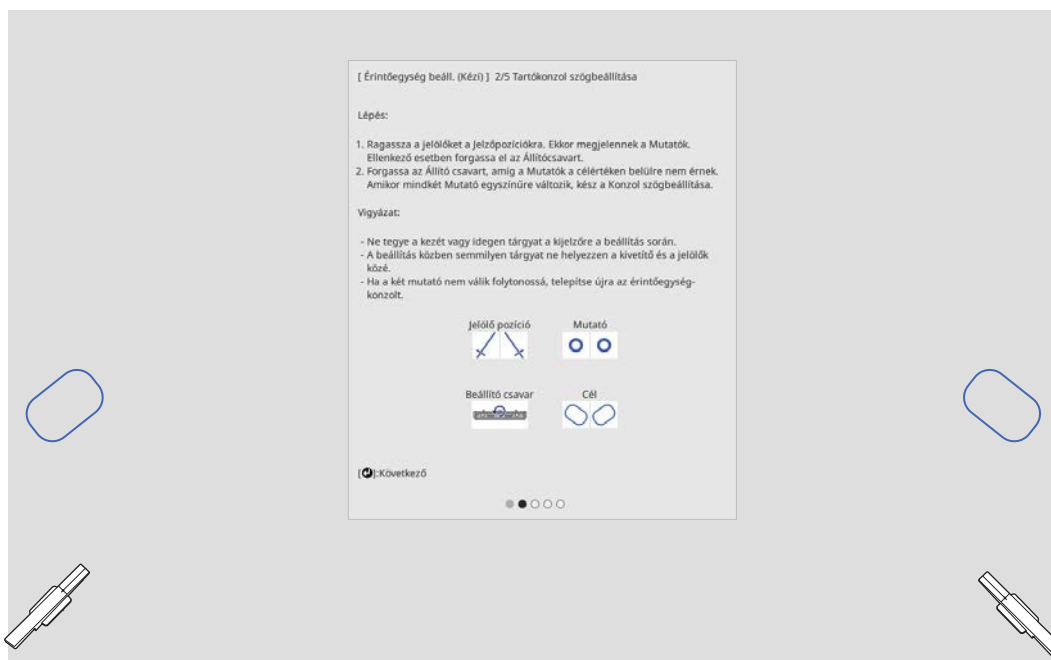 [ Érintőegység beáll. (Kézi) ] 2/5 Tartókonzol szögbeállítása
Lépés:
1. Ragassza a jelölőket a Jelzőpozíciókra. Ekkor megjelennek a Mutatók.
Ellenkező esetben forgassa el az Állítócsavart.
2. Forgassa az Állító csavart, amíg a Mutatók a célértéken belülre nem érnek.
Amikor mindkét Mutató egyszínűre változik, kész a Konzol szögbeállítása.
Vigyázat:
- Ne tegye a kezét vagy idegen tárgyat a kijelzőre a beállítás során.
- A beállítás közben semmilyen tárgyat ne helyezzen a kivetítő és a jelölők
közé.
- Ha a két mutató nem válik folytonossá, telepítse újra az érintőegység-
konzolt.
Jelölő pozíció Mutató
Beállító csavar Cél
[ ]:Következő